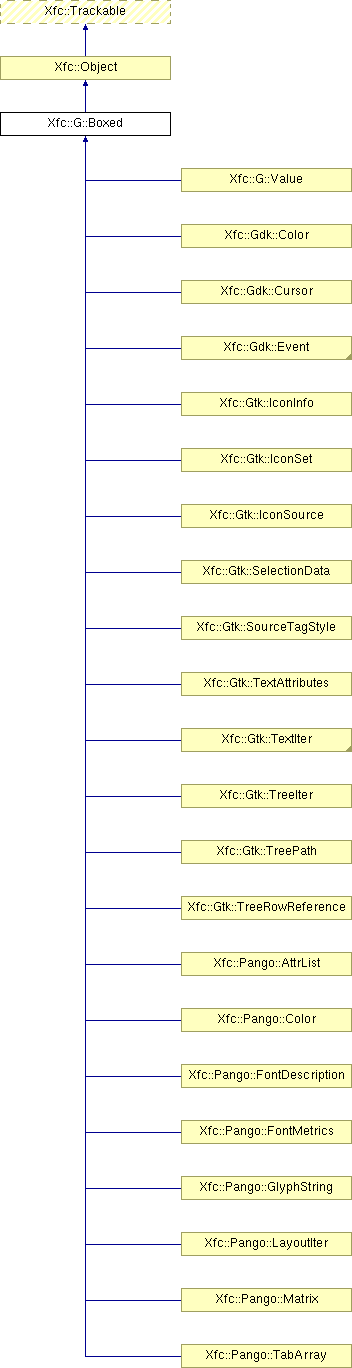 Xfc::Trackable
Xfc::Object
Xfc::G::Boxed
Xfc::G::Value
Xfc::Gdk::Color
Xfc::Gdk::Cursor
Xfc::Gdk::Event
Xfc::Gtk::IconInfo
Xfc::Gtk::IconSet
Xfc::Gtk::IconSource
Xfc::Gtk::SelectionData
Xfc::Gtk::SourceTagStyle
Xfc::Gtk::TextAttributes
Xfc::Gtk::TextIter
Xfc::Gtk::TreeIter
Xfc::Gtk::TreePath
Xfc::Gtk::TreeRowReference
Xfc::Pango::AttrList
Xfc::Pango::Color
Xfc::Pango::FontDescription
Xfc::Pango::FontMetrics
Xfc::Pango::GlyphString
Xfc::Pango::LayoutIter
Xfc::Pango::Matrix
Xfc::Pango::TabArray